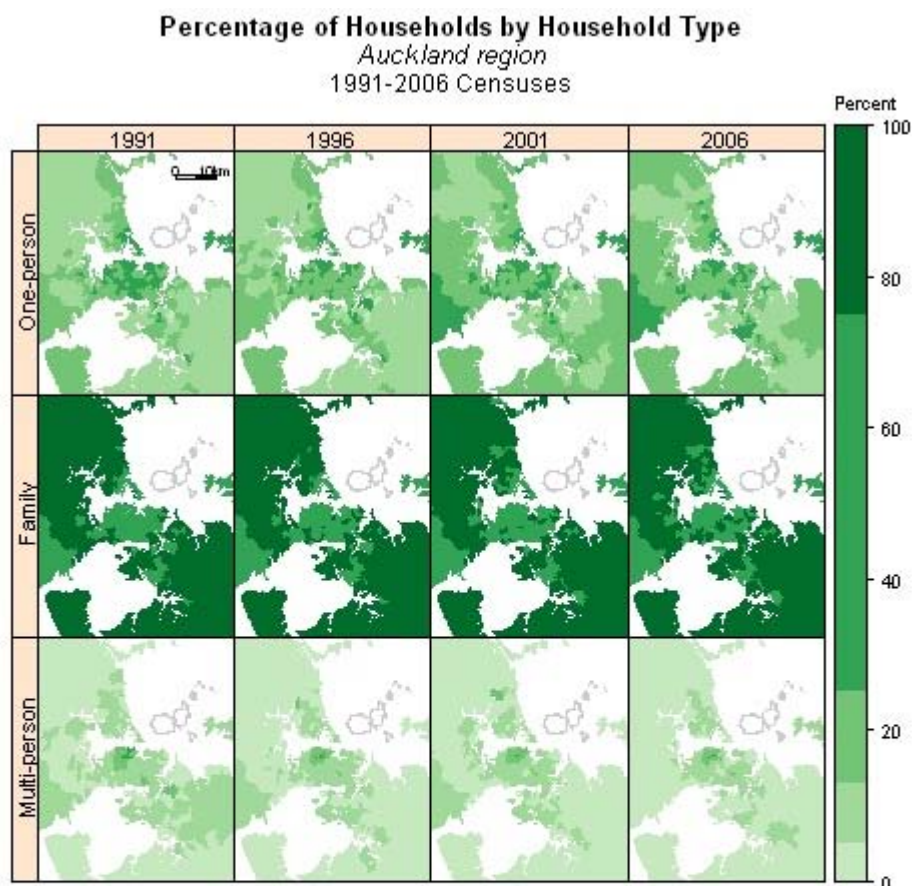 Percentage of Households by Household Type
Auckland region
1991-2006 Censuses
Percent
1991 1996 2001 2006
100
0 10km
One-person
80
60
Family
40
20
Multi-person
0